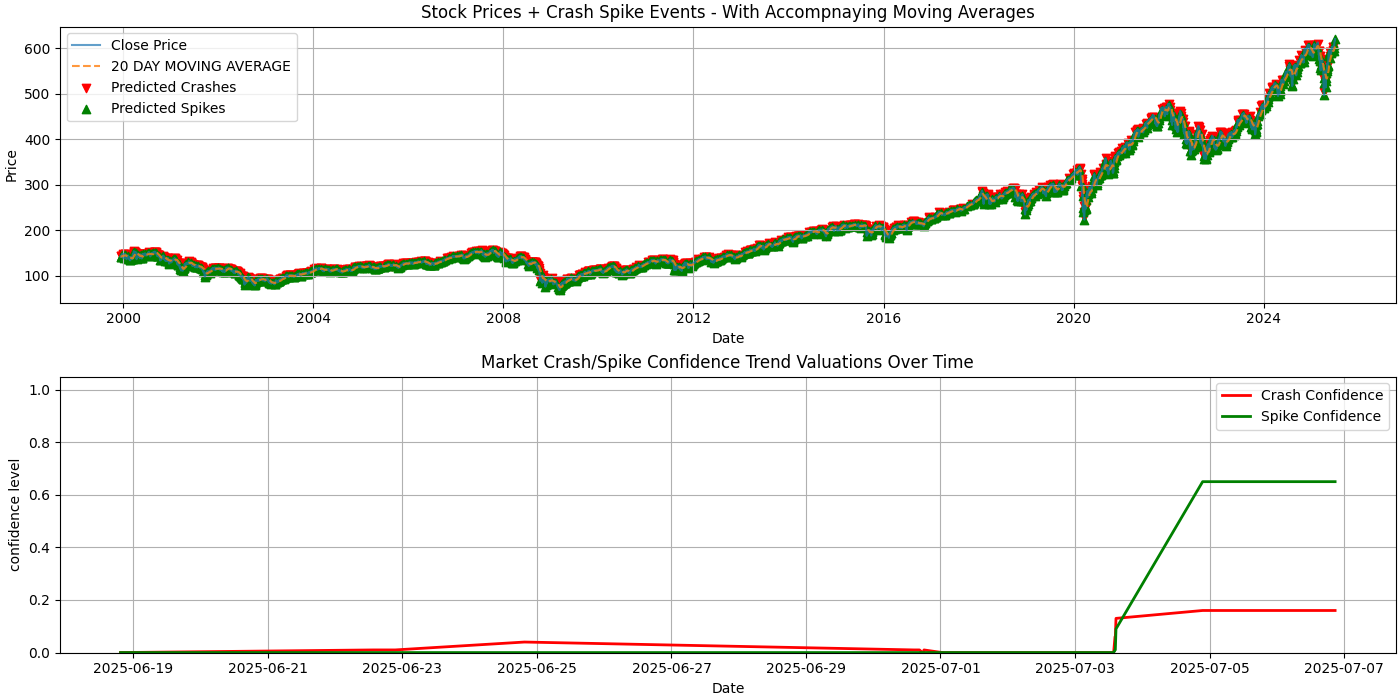 Stock Prices + Crash Spike Events - With Accompnaying Moving Averages
Close Price
20 DAY MOVING AVERAGE
Predicted Crashes
Predicted Spikes
600
500
400
300
200
100
Price
2000 2004 2008 2012 2016 2020 2024
Date
Market Crash/Spike Confidence Trend Valuations Over Time
Crash Confidence
Spike Confidence
1.0
0.8
0.6
0.4
0.2
0.0
confidence level
2025-06-19 2025-06-21 2025-06-23 2025-06-25 2025-06-27 2025-06-29 2025-07-01 2025-07-03 2025-07-05 2025-07-07
Date